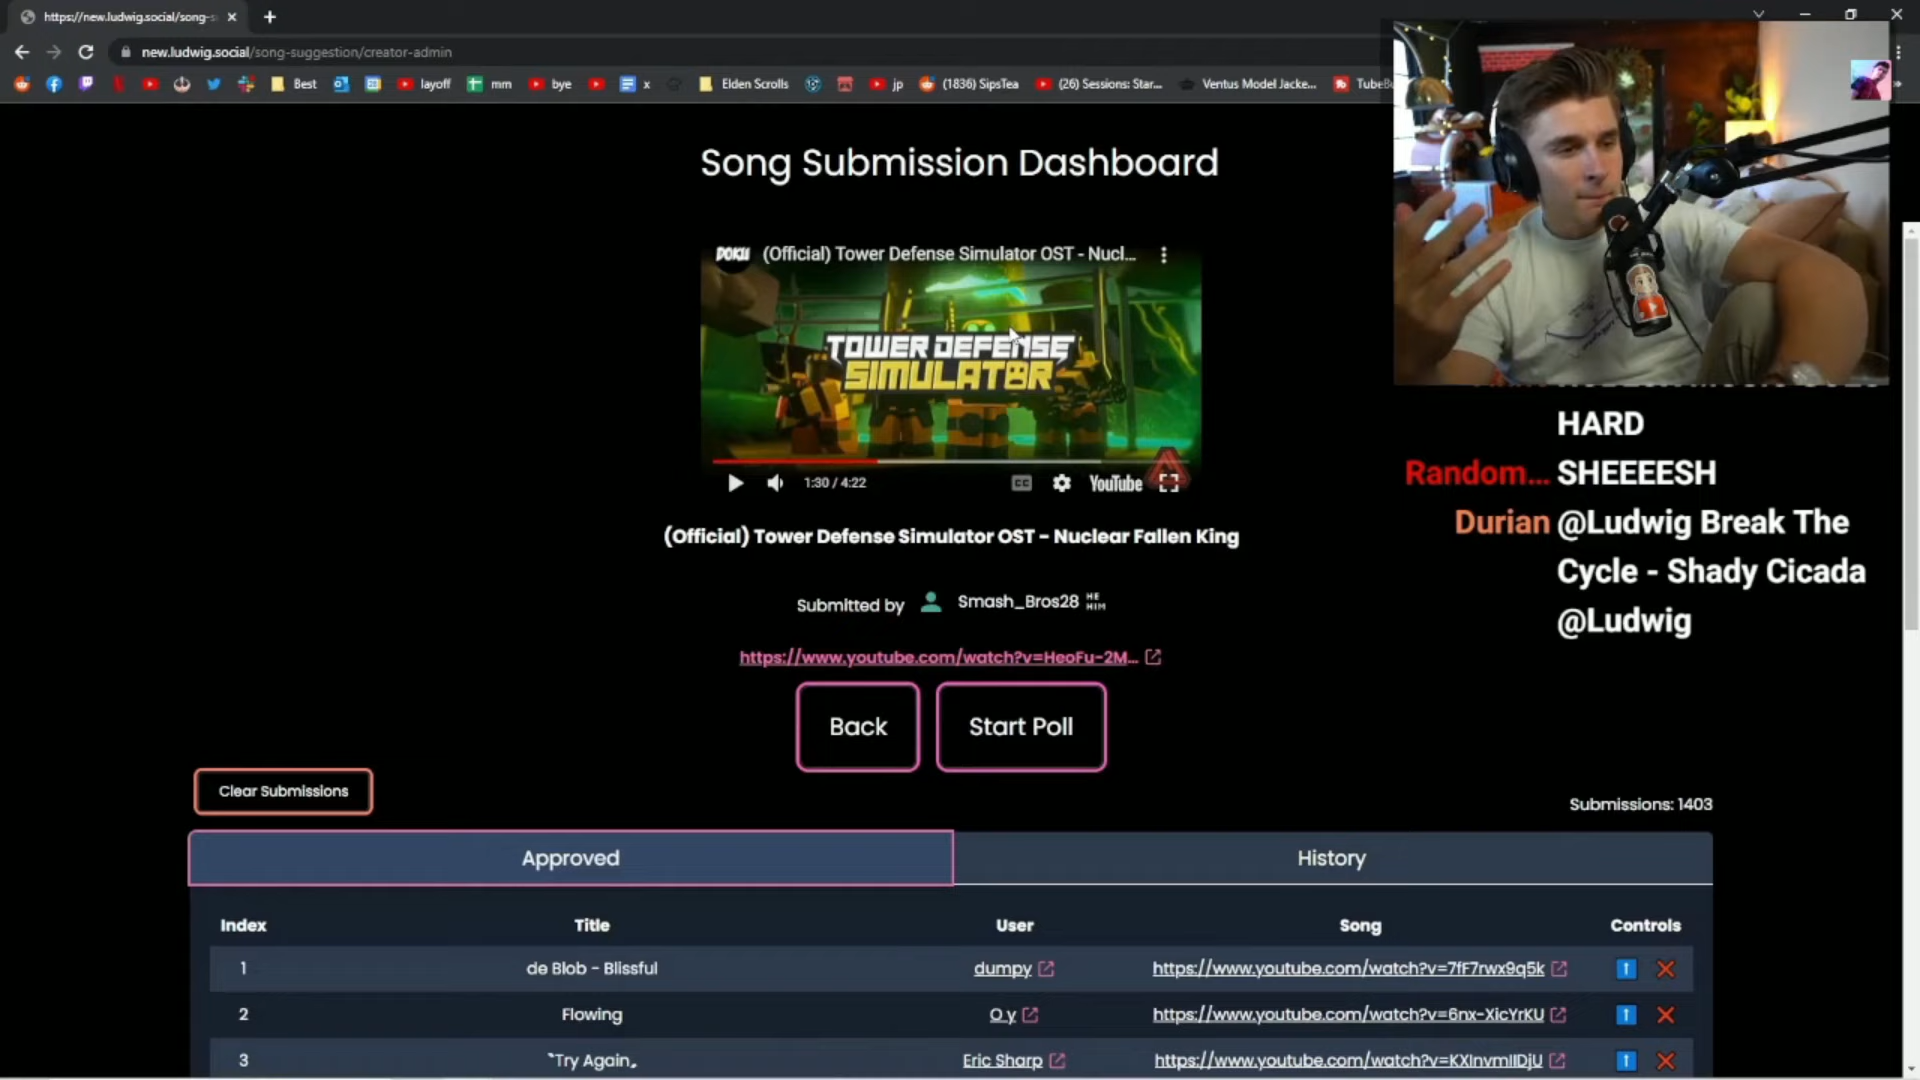 https://new.ludwig.social/song-s
new.ludwig.social/song-suggestion/creator-admin
Best layoff mm bye x Elden Scrolls jp (1836) SipsTea (26) Sessions: Star... Ventus Model Jacke... TubeB
Song Submission Dashboard
DOKU (Official) Tower Defense Simulator OST - Nucl...
TOWER DEFENSE
SIMULATOR
1:30 / 4:22 CC YouTube
(Official) Tower Defense Simulator OST - Nuclear Fallen King
Submitted by Smash_Bros28 HE HIM
https://www.youtube.com/watch?v=HeoFu-2M...
Back Start Poll
Clear Submissions
Submissions: 1403
Approved History
Index Title User Song Controls
1 de Blob - Blissful dumpy https://www.youtube.com/watch?v=7fF7rwx9q5k
2 Flowing O y https://www.youtube.com/watch?v=6nx-XicYrKU
3 `Try Again„ Eric Sharp https://www.youtube.com/watch?v=KXInvmIIDjU
HARD
Random... SHEEEESH
Durian @Ludwig Break The
Cycle - Shady Cicada
@Ludwig